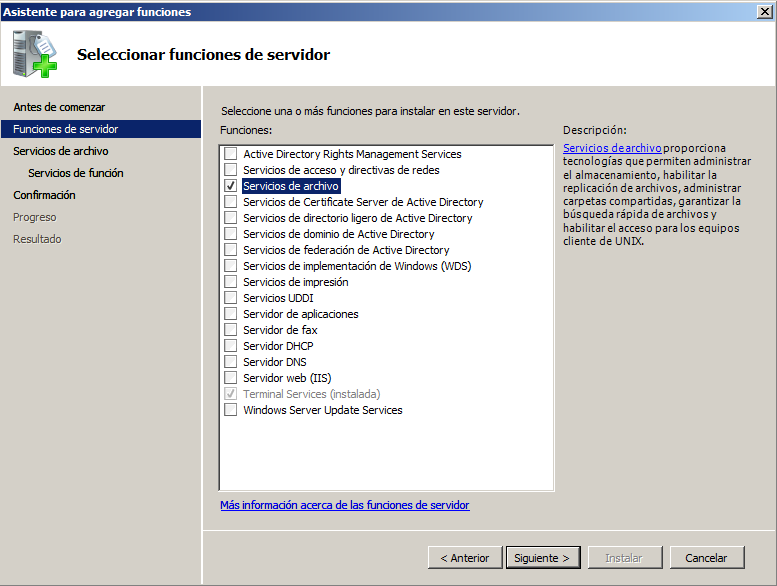 Asistente para agregar funciones
Seleccionar funciones de servidor
Antes de comenzar
Funciones de servidor
Servicios de archivo
Servicios de función
Confirmación
Progreso
Resultado
Seleccione una o más funciones para instalar en este servidor.
Funciones:
Active Directory Rights Management Services
Servicios de acceso y directivas de redes
Servicios de archivo
Servicios de Certificate Server de Active Directory
Servicios de directorio ligero de Active Directory
Servicios de dominio de Active Directory
Servicios de federación de Active Directory
Servicios de implementación de Windows (WDS)
Servicios de impresión
Servicios UDDI
Servidor de aplicaciones
Servidor de fax
Servidor DHCP
Servidor DNS
Servidor web (IIS)
Terminal Services (instalada)
Windows Server Update Services
Más información acerca de las funciones de servidor
Descripción:
Servicios de archivo proporciona
tecnologías que permiten administrar
el almacenamiento, habilitar la
replicación de archivos, administrar
carpetas compartidas, garantizar la
búsqueda rápida de archivos y
habilitar el acceso para los equipos
cliente de UNIX.
< Anterior
Siguiente >
Instalar
Cancelar